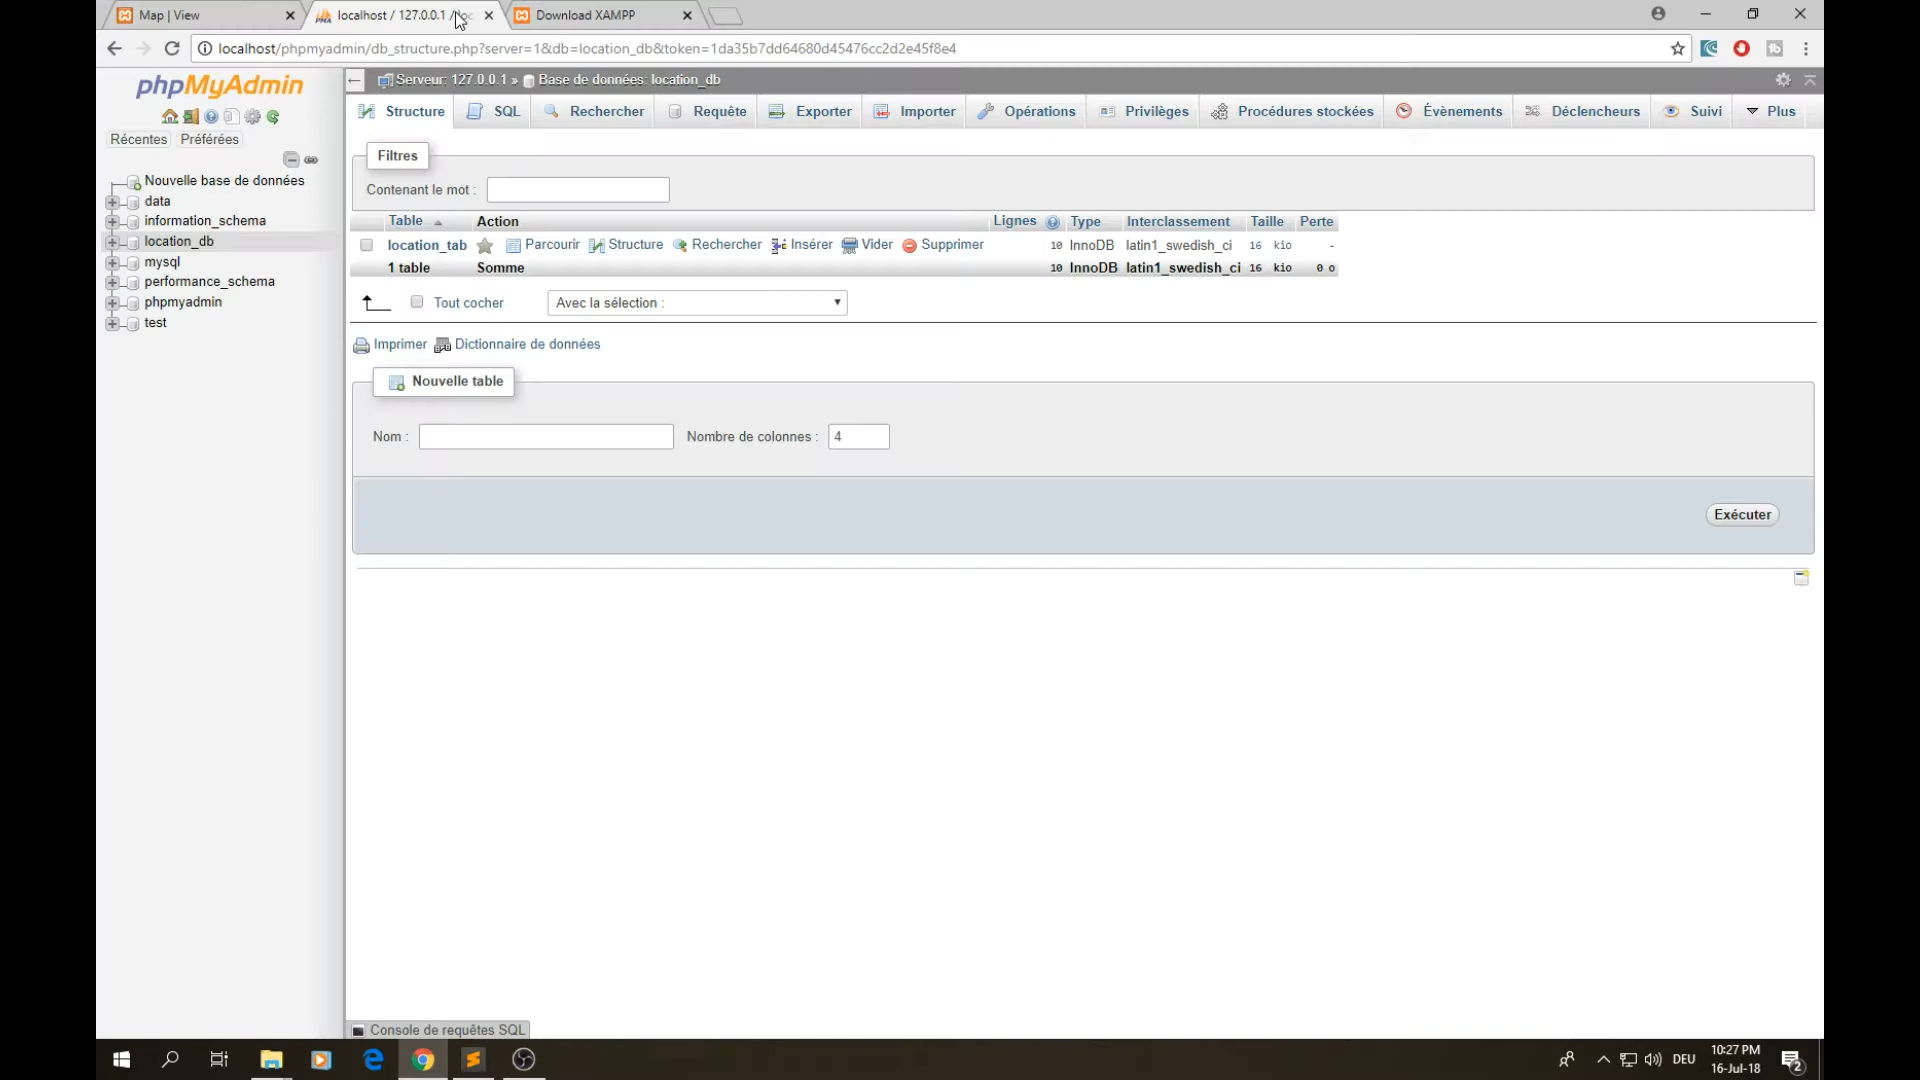 Map | View
localhost / 127.0.0.1 / loc
Download XAMPP
localhost/phpmyadmin/db_structure.php?server=1&db=location_db&token=1da35b7dd64680d45476cc2d2e45f8e4
phpMyAdmin
Récentes Préférées
Nouvelle base de données
data
information_schema
location_db
mysql
performance_schema
phpmyadmin
test
Serveur: 127.0.0.1 » Base de données: location_db
Structure SQL Rechercher Requête Exporter Importer Opérations Privilèges Procédures stockées Évènements Déclencheurs Suivi Plus
Filtres
Contenant le mot :
Table Action Lignes Type Interclassement Taille Perte
location_tab Parcourir Structure Rechercher Insérer Vider Supprimer 10 InnoDB latin1_swedish_ci 16 kio -
1 table Somme 10 InnoDB latin1_swedish_ci 16 kio 0 o
Tout cocher Avec la sélection :
Imprimer Dictionnaire de données
Nouvelle table
Nom : Nombre de colonnes : 4
Exécuter
Console de requêtes SQL
DEU
10:27 PM
16-Jul-18
2